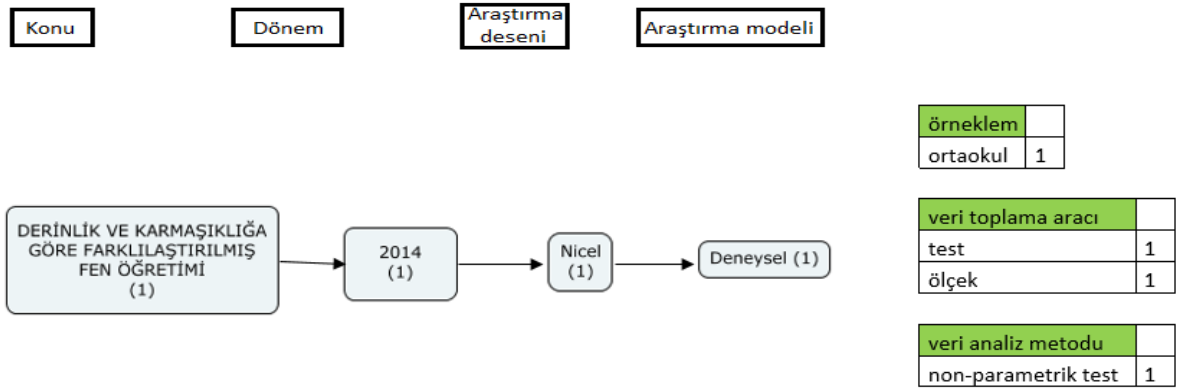 Konu
Dönem
Araştırma
deseni
Araştırma modeli
DERİNLİK VE KARMAŞIKLIĞA
GÖRE FARKLILAŞTIRILMIŞ
FEN ÖĞRETİMİ
(1)
2014
(1)
Nicel
(1)
Deneysel (1)
örneklem
ortaokul 1
veri toplama aracı
test 1
ölçek 1
veri analiz metodu
non-parametrik test 1